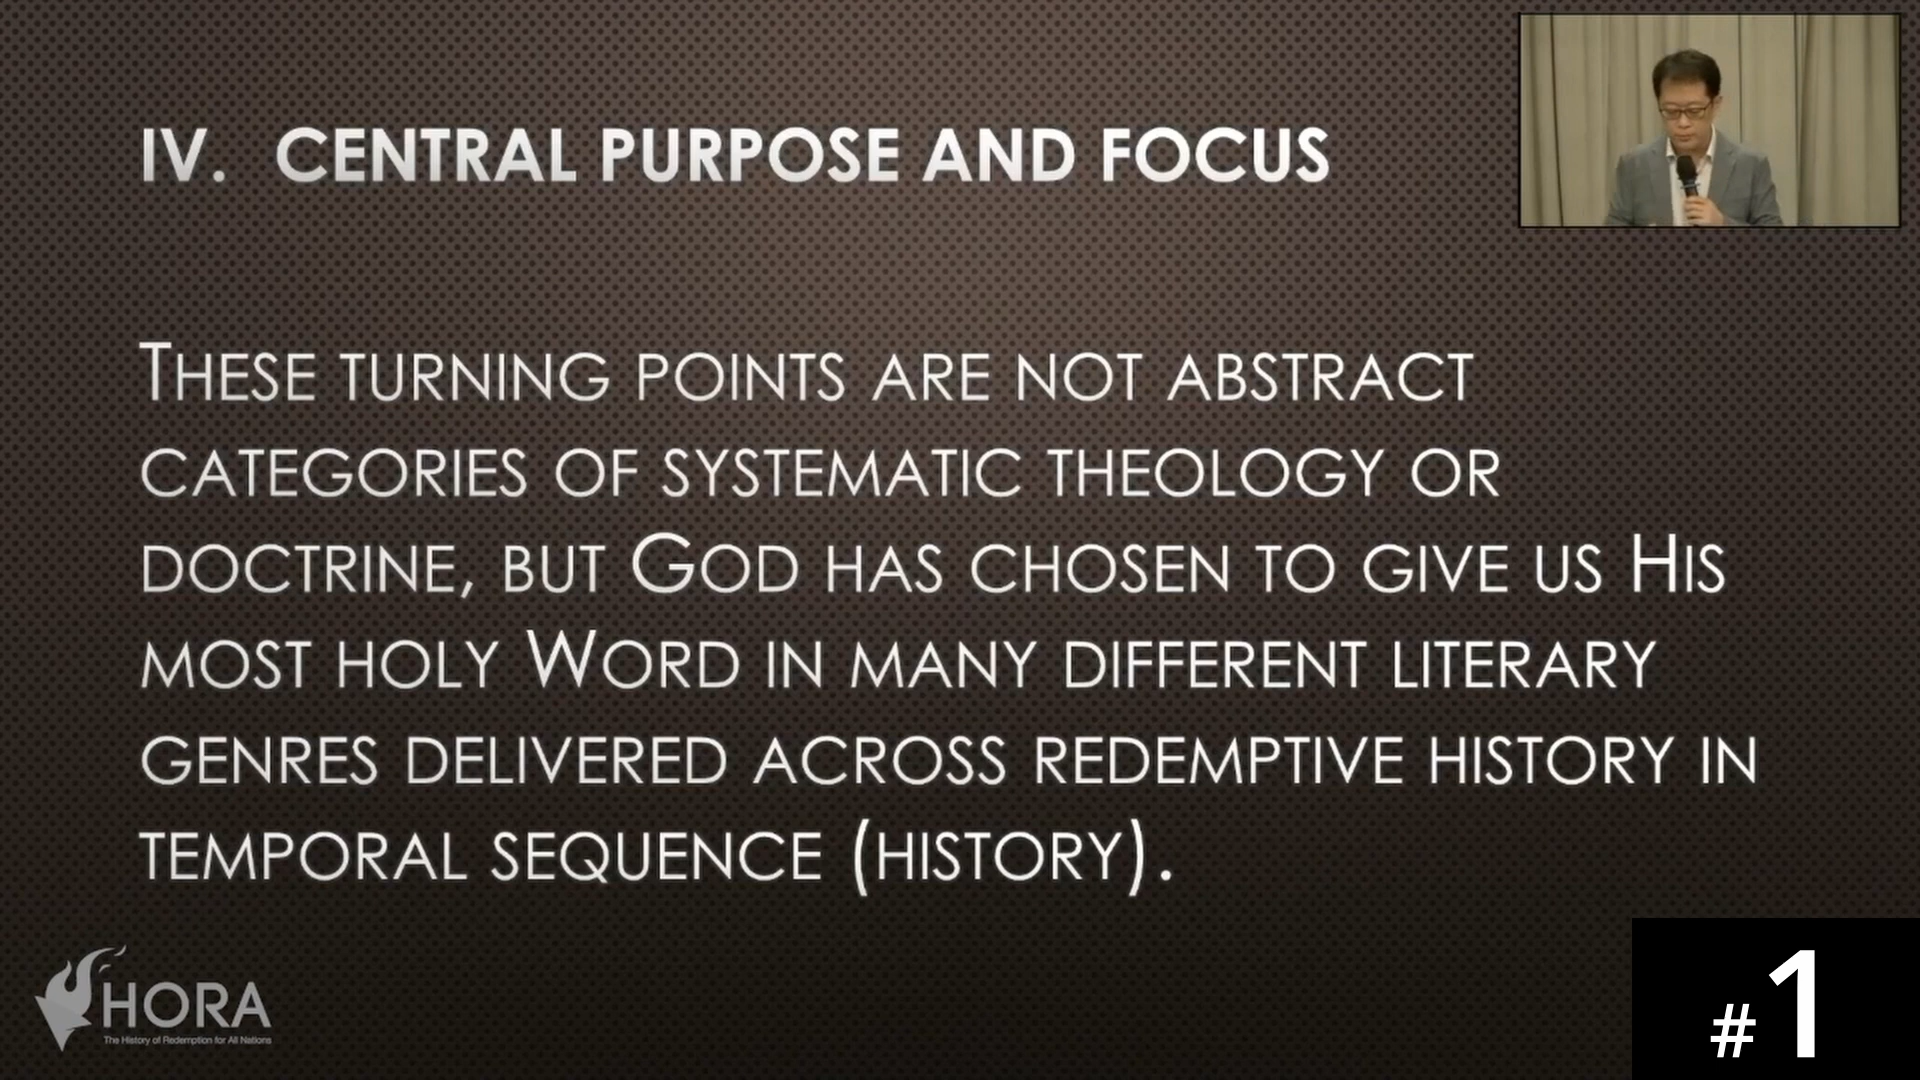 IV. CENTRAL PURPOSE AND FOCUS
THESE TURNING POINTS ARE NOT ABSTRACT
CATEGORIES OF SYSTEMATIC THEOLOGY OR
DOCTRINE, BUT GOD HAS CHOSEN TO GIVE US HIS
MOST HOLY WORD IN MANY DIFFERENT LITERARY
GENRES DELIVERED ACROSS REDEMPTIVE HISTORY IN
TEMPORAL SEQUENCE (HISTORY).
HORA
The History of Redemption for All Nations
#1